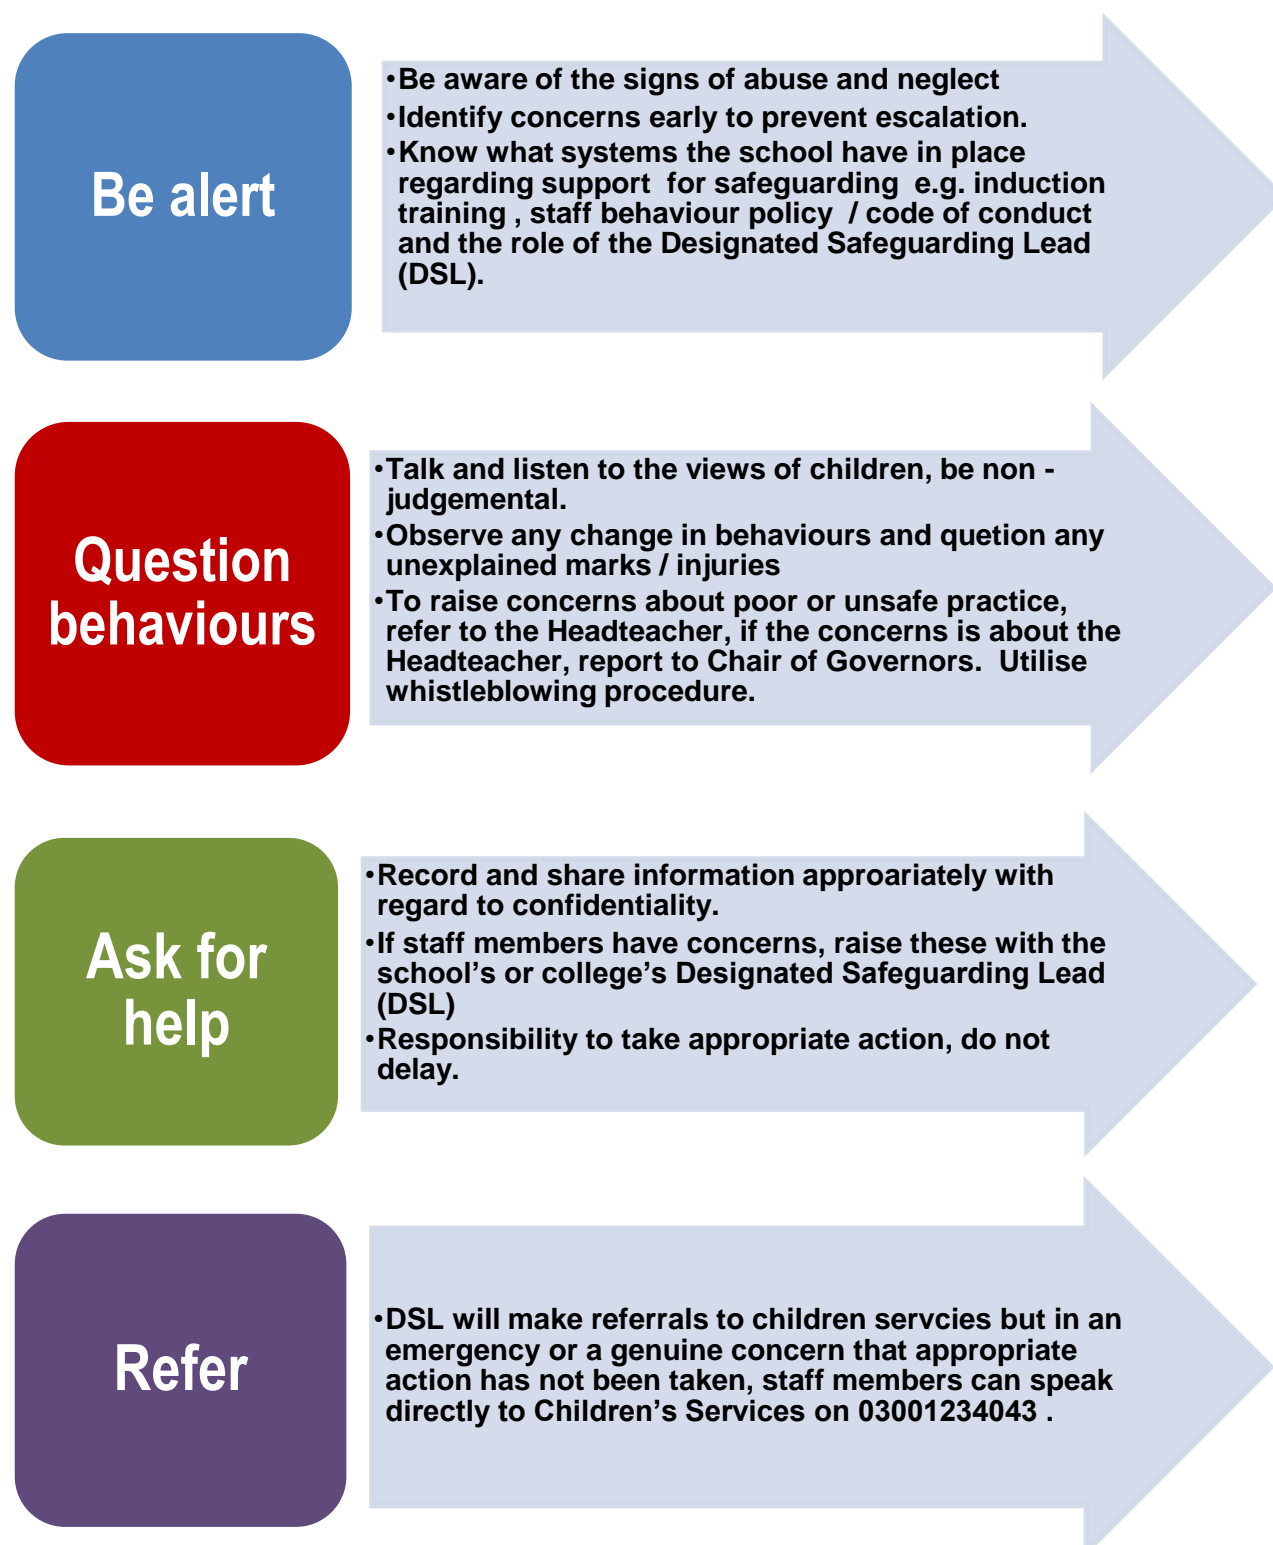 Be alert
•Be aware of the signs of abuse and neglect
•Identify concerns early to prevent escalation.
•Know what systems the school have in place
regarding support  for safeguarding  e.g. induction
training , staff behaviour policy  / code of conduct
and the role of the Designated Safeguarding Lead
(DSL).
Question
behaviours
•Talk and listen to the views of children, be non -
judgemental.
•Observe any change in behaviours and quetion any
unexplained marks / injuries
•To raise concerns about poor or unsafe practice,
refer to the Headteacher, if the concerns is about the
Headteacher, report to Chair of Governors.  Utilise
whistleblowing procedure.
Ask for
help
•Record and share information approariately with
regard to confidentiality.
•If staff members have concerns, raise these with the
school’s or college’s Designated Safeguarding Lead
(DSL)
•Responsibility to take appropriate action, do not
delay.
Refer
•DSL will make referrals to children servcies but in an
emergency or a genuine concern that appropriate
action has not been taken, staff members can speak
directly to Children’s Services on 03001234043 .